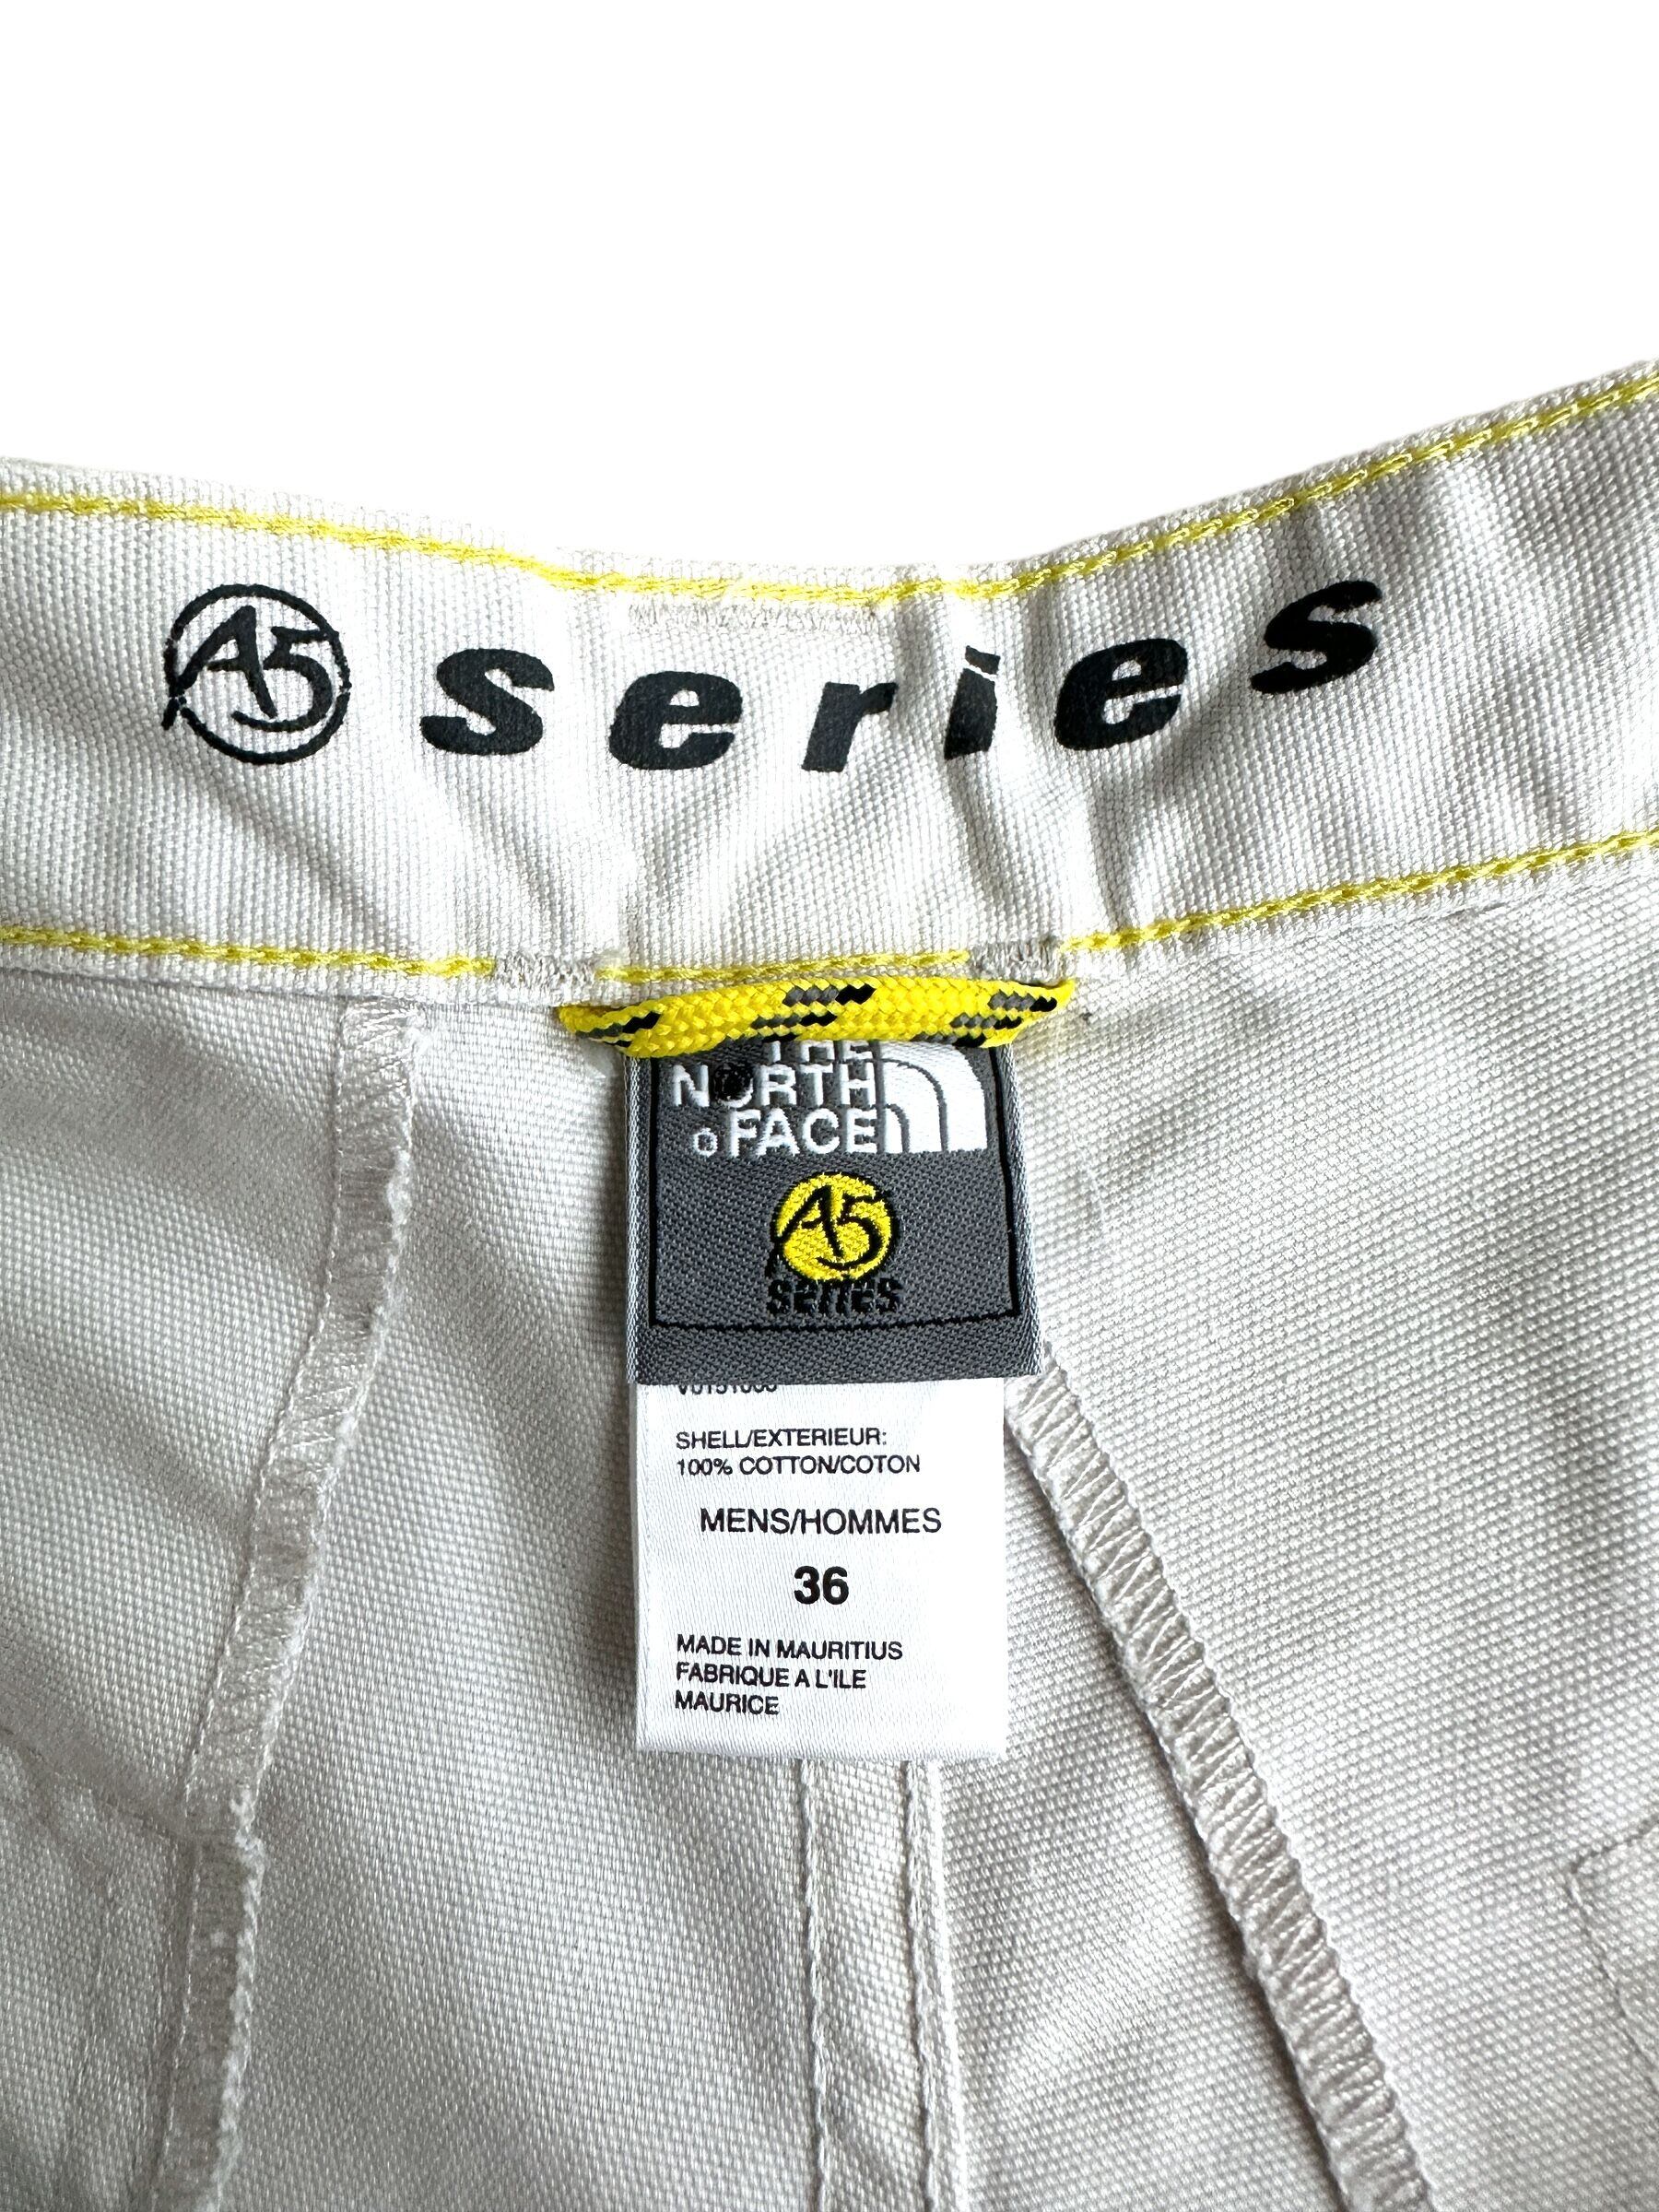 A5 series
THE
NORTH
FACE
A5
series
SHELL/EXTERIEUR:
100% COTTON/COTON
MENS/HOMMES
36
MADE IN MAURITIUS
FABRIQUE A L'ILE
MAURICE